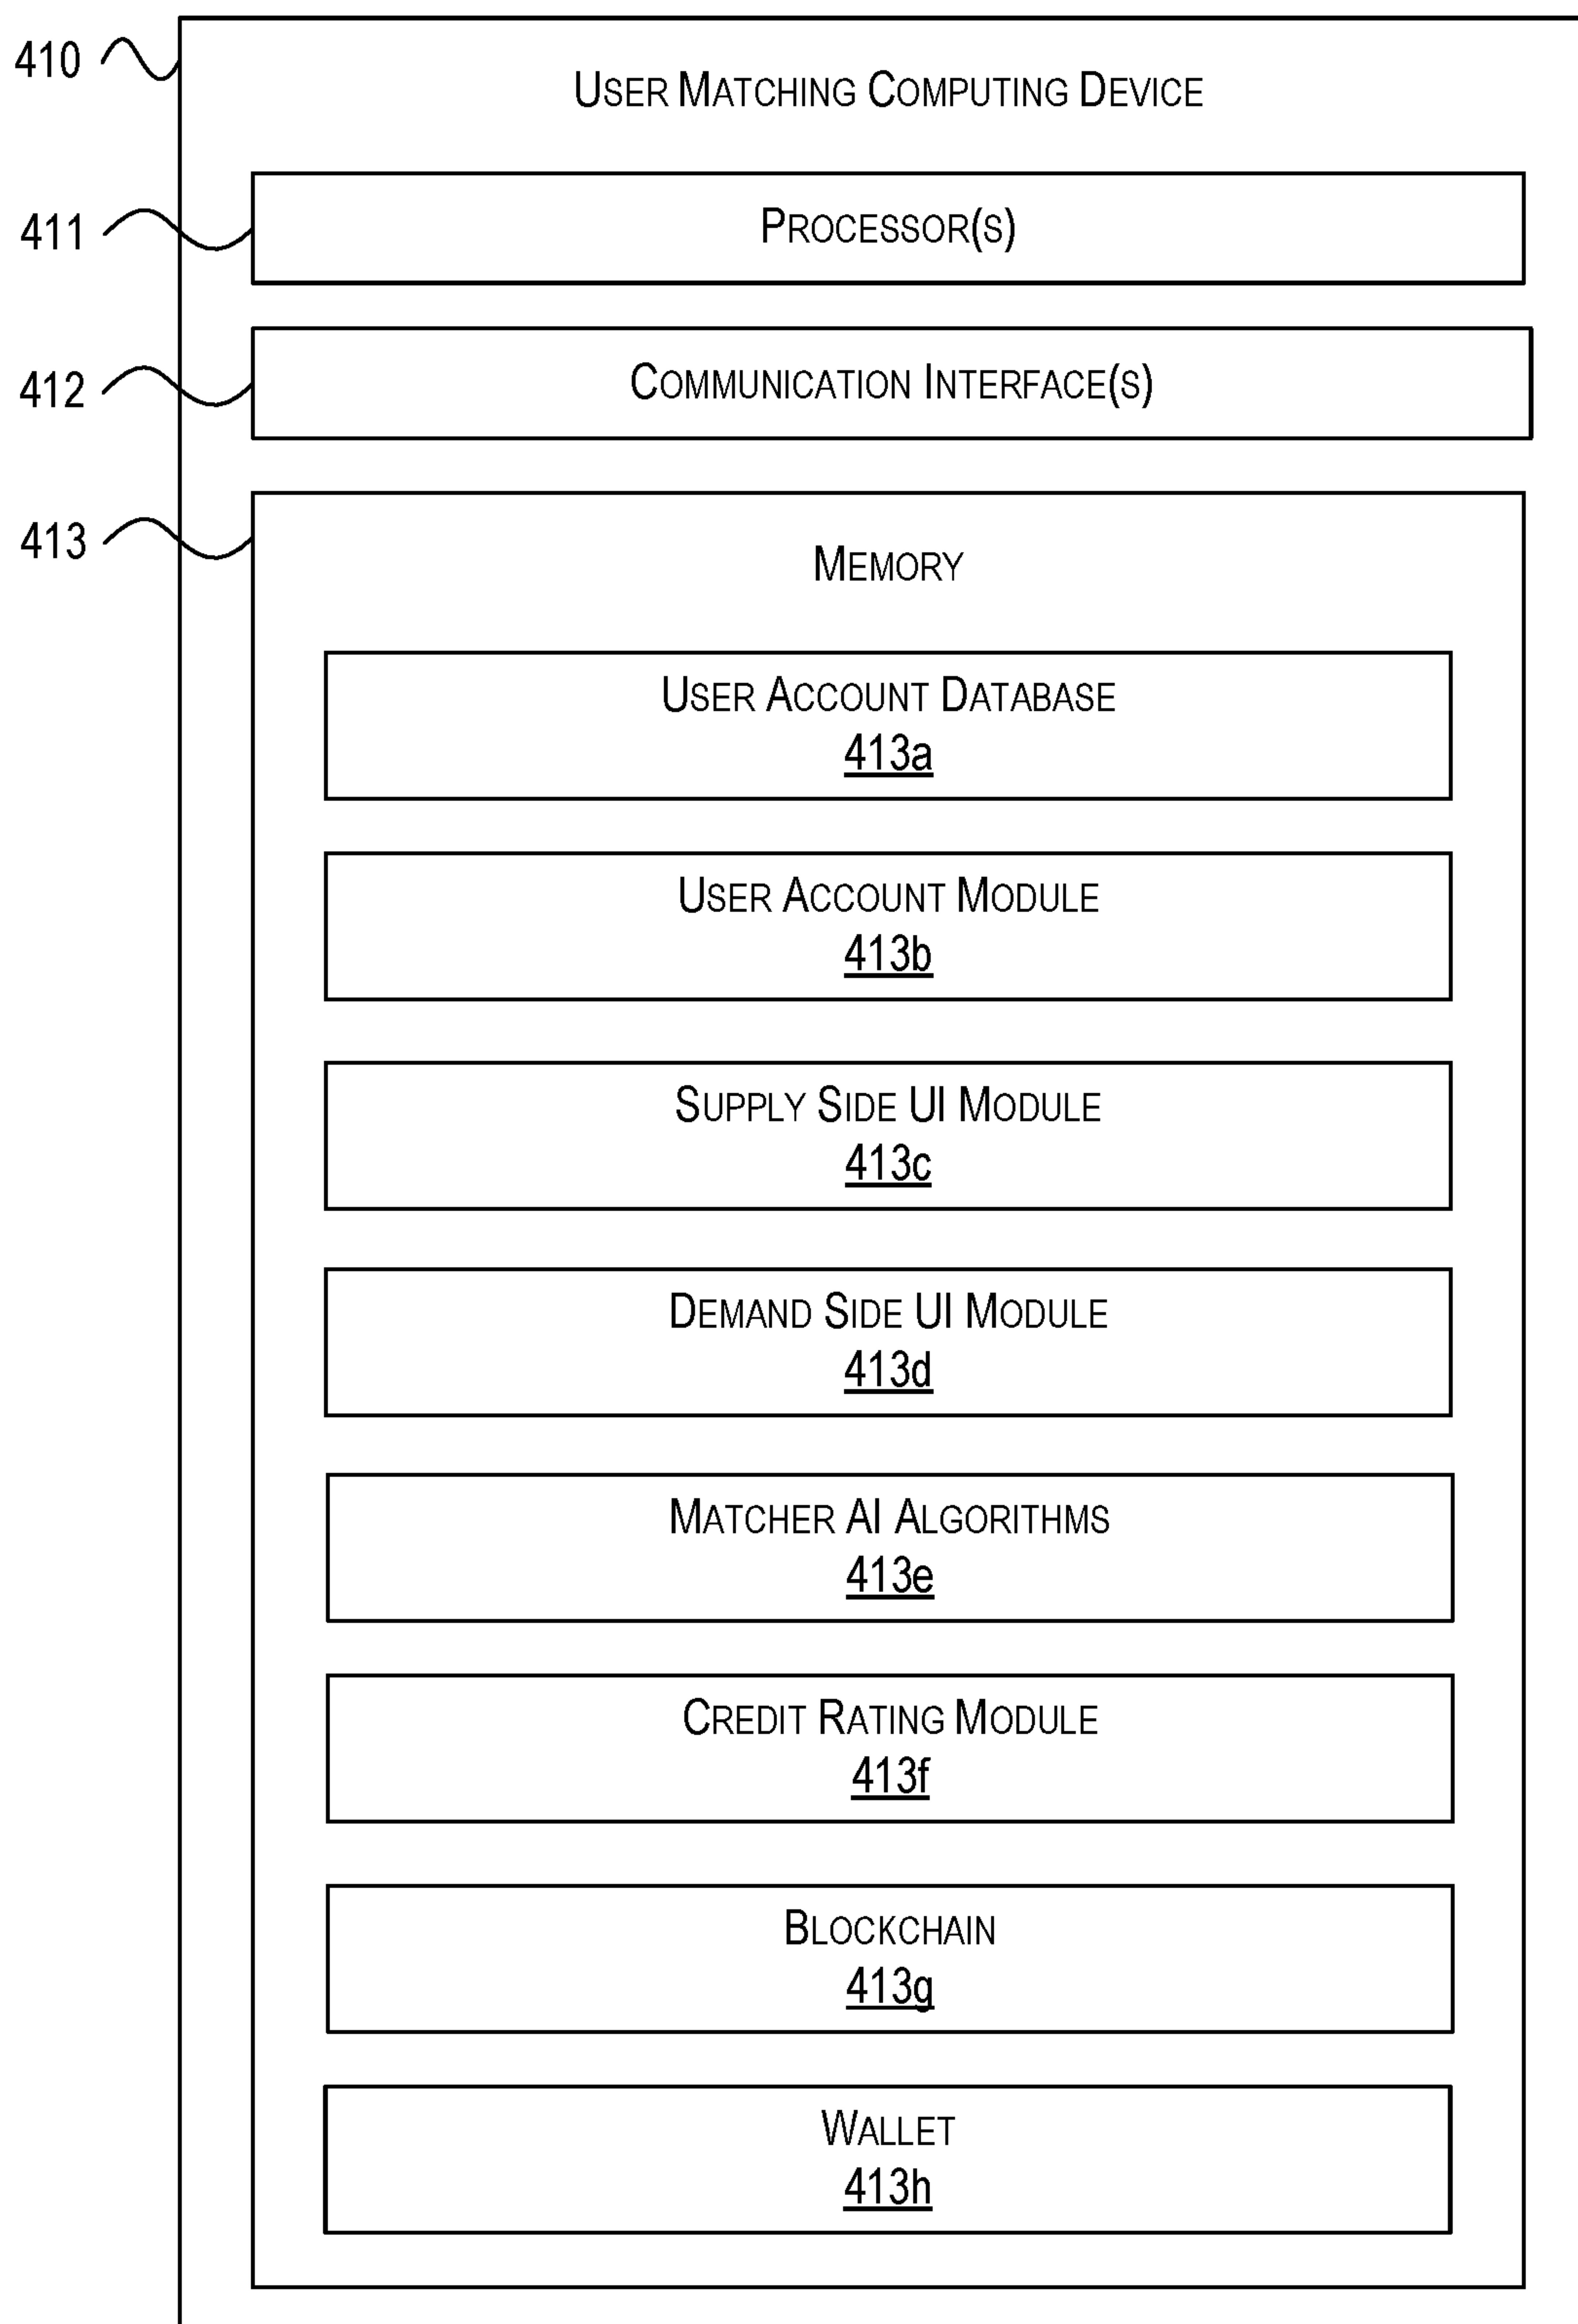 410
USER MATCHING COMPUTING DEVICE
411
PROCESSOR(S)
412
COMMUNICATION INTERFACE(S)
413
MEMORY
USER ACCOUNT DATABASE
413a
USER ACCOUNT MODULE
413b
SUPPLY SIDE UI MODULE
413c
DEMAND SIDE UI MODULE
413d
MATCHER AI ALGORITHMS
413e
CREDIT RATING MODULE
413f
BLOCKCHAIN
413g
WALLET
413h